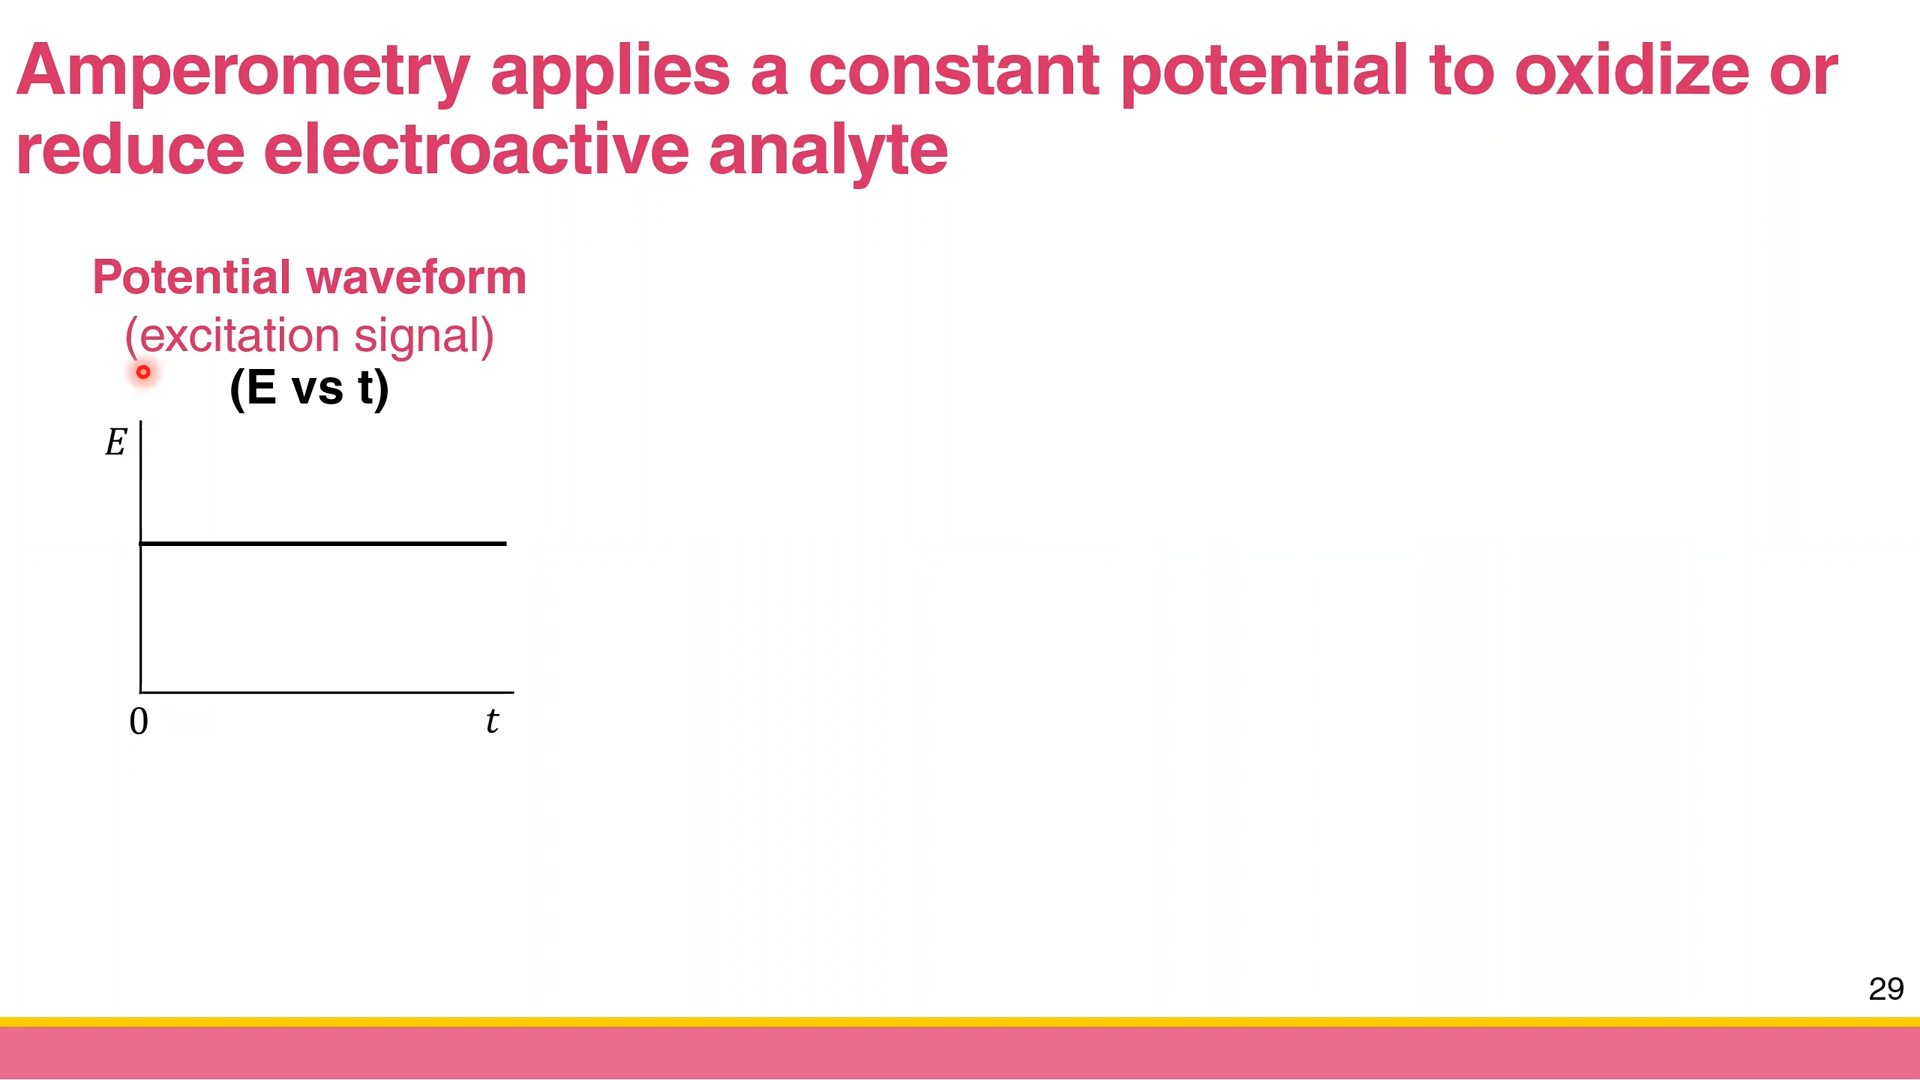 Amperometry applies a constant potential to oxidize or
reduce electroactive analyte
Potential waveform
(excitation signal)
(E vs t)
E
0
t
29